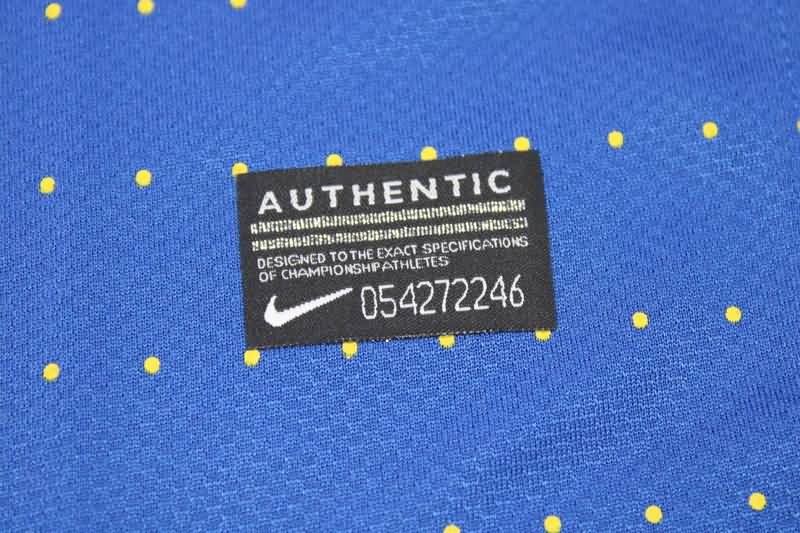 AUTHENTIC
DESIGNED TO THE EXACT SPECIFICATIONS
OF CHAMPIONSHIP ATHLETES
054272246